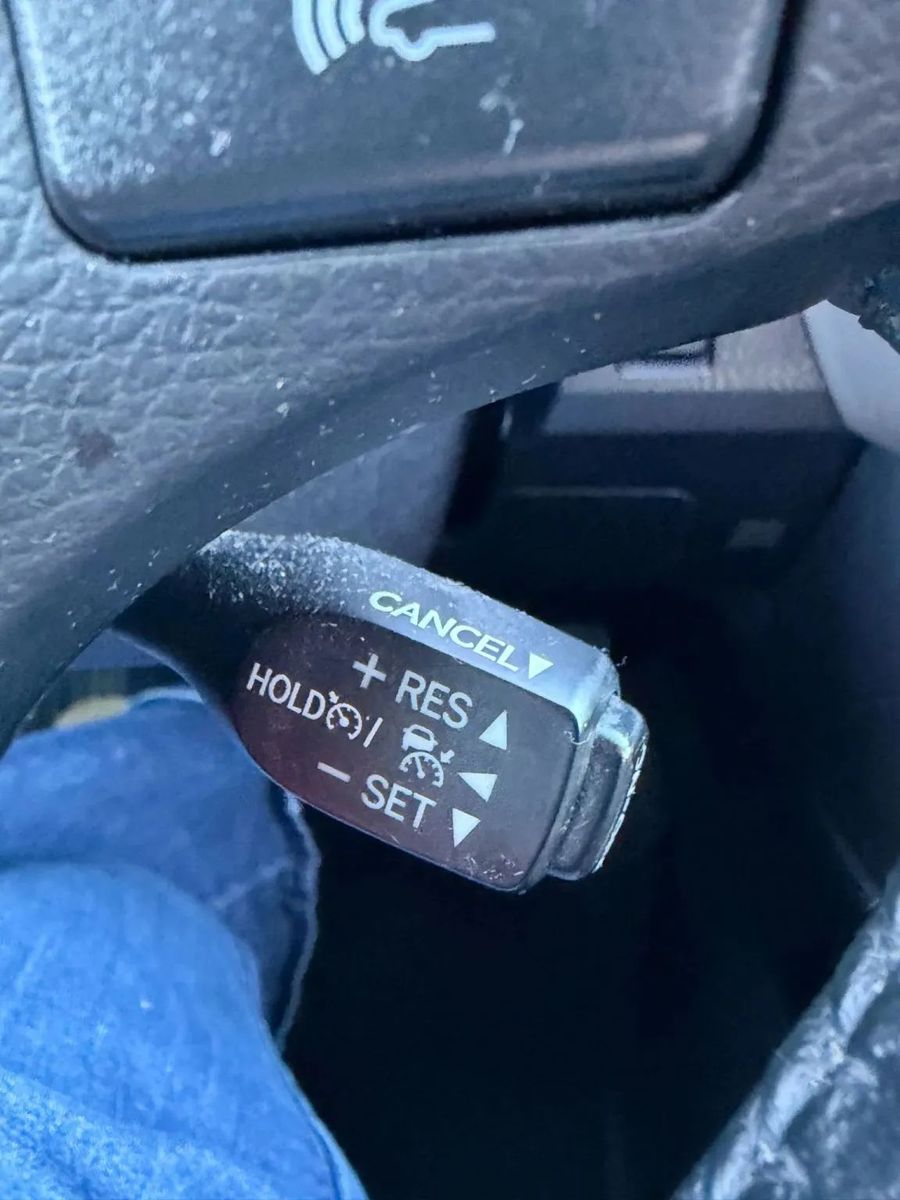 CANCEL▼
+ RES ▲
HOLD /
− SET ▼